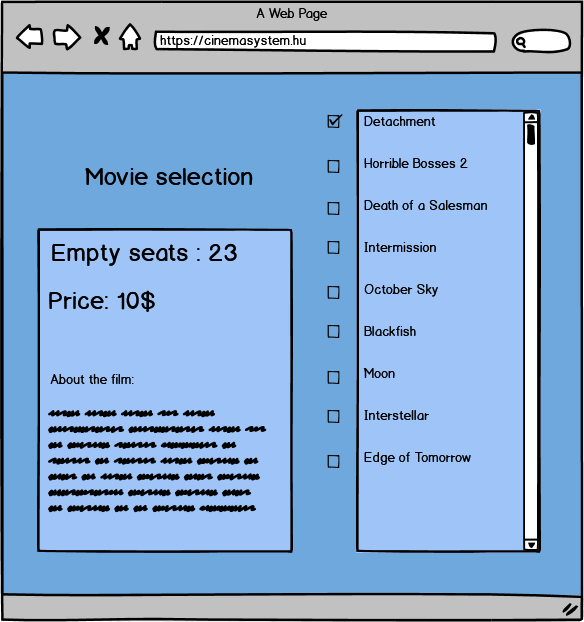 A Web Page
https://cinemasystem.hu
Movie selection
Empty seats : 23
Price: 10$
About the film:
Detachment
Horrible Bosses 2
Death of a Salesman
Intermission
October Sky
Blackfish
Moon
Interstellar
Edge of Tomorrow